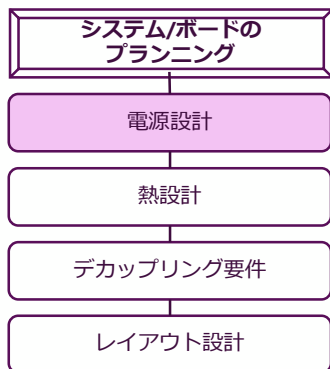 システム/ボードの
プランニング
電源設計
熱設計
デカップリング要件
レイアウト設計